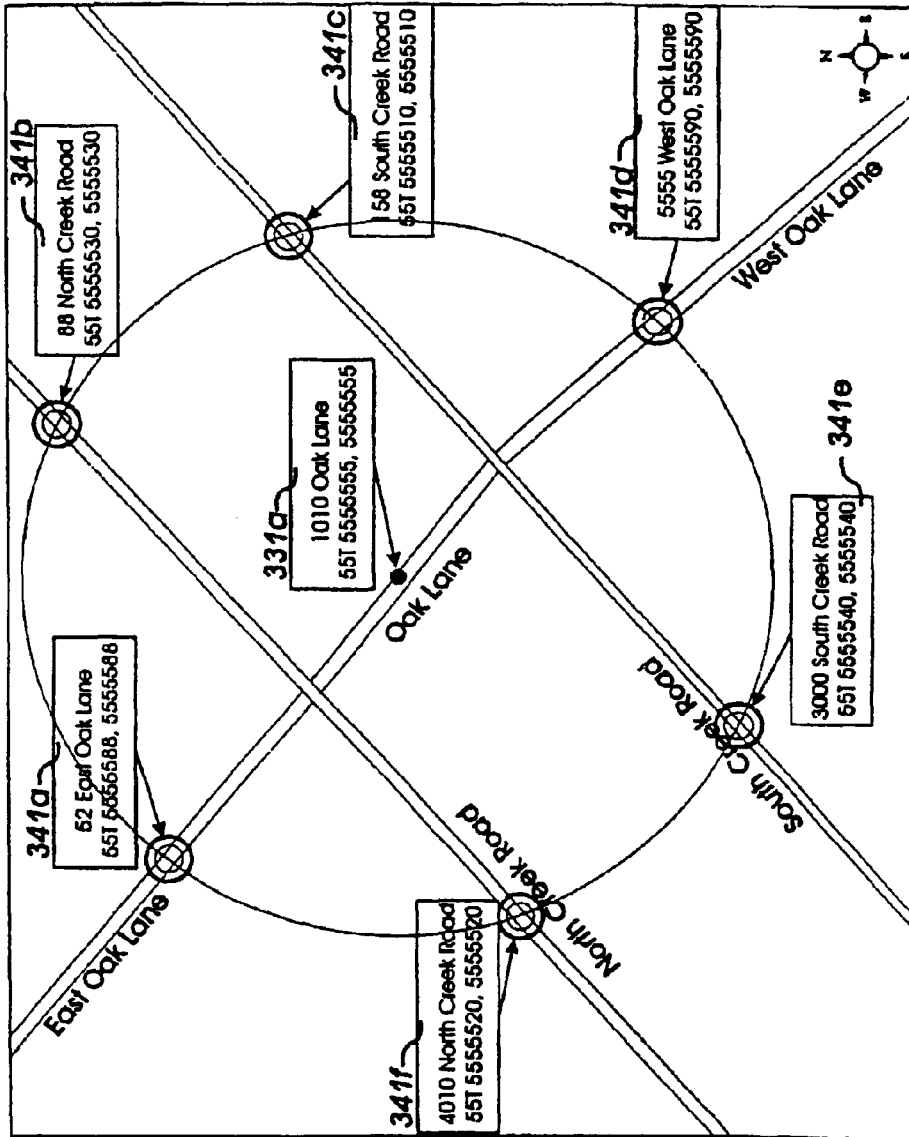 341a
52 East Oak Lane
55T 5555588, 5555588
341b
88 North Creek Road
55T 5555530, 5555530
331a
1010 Oak Lane
55T 5555555, 5555555
341c
158 South Creek Road
55T 5555510, 5555510
341f
4010 North Creek Road
55T 5555520, 5555520
341d
5555 West Oak Lane
55T 5555590, 5555590
341e
3000 South Creek Road
55T 5555540, 5555540
East Oak Lane
Oak Lane
West Oak Lane
North Creek Road
South Creek Road
N
W E
S